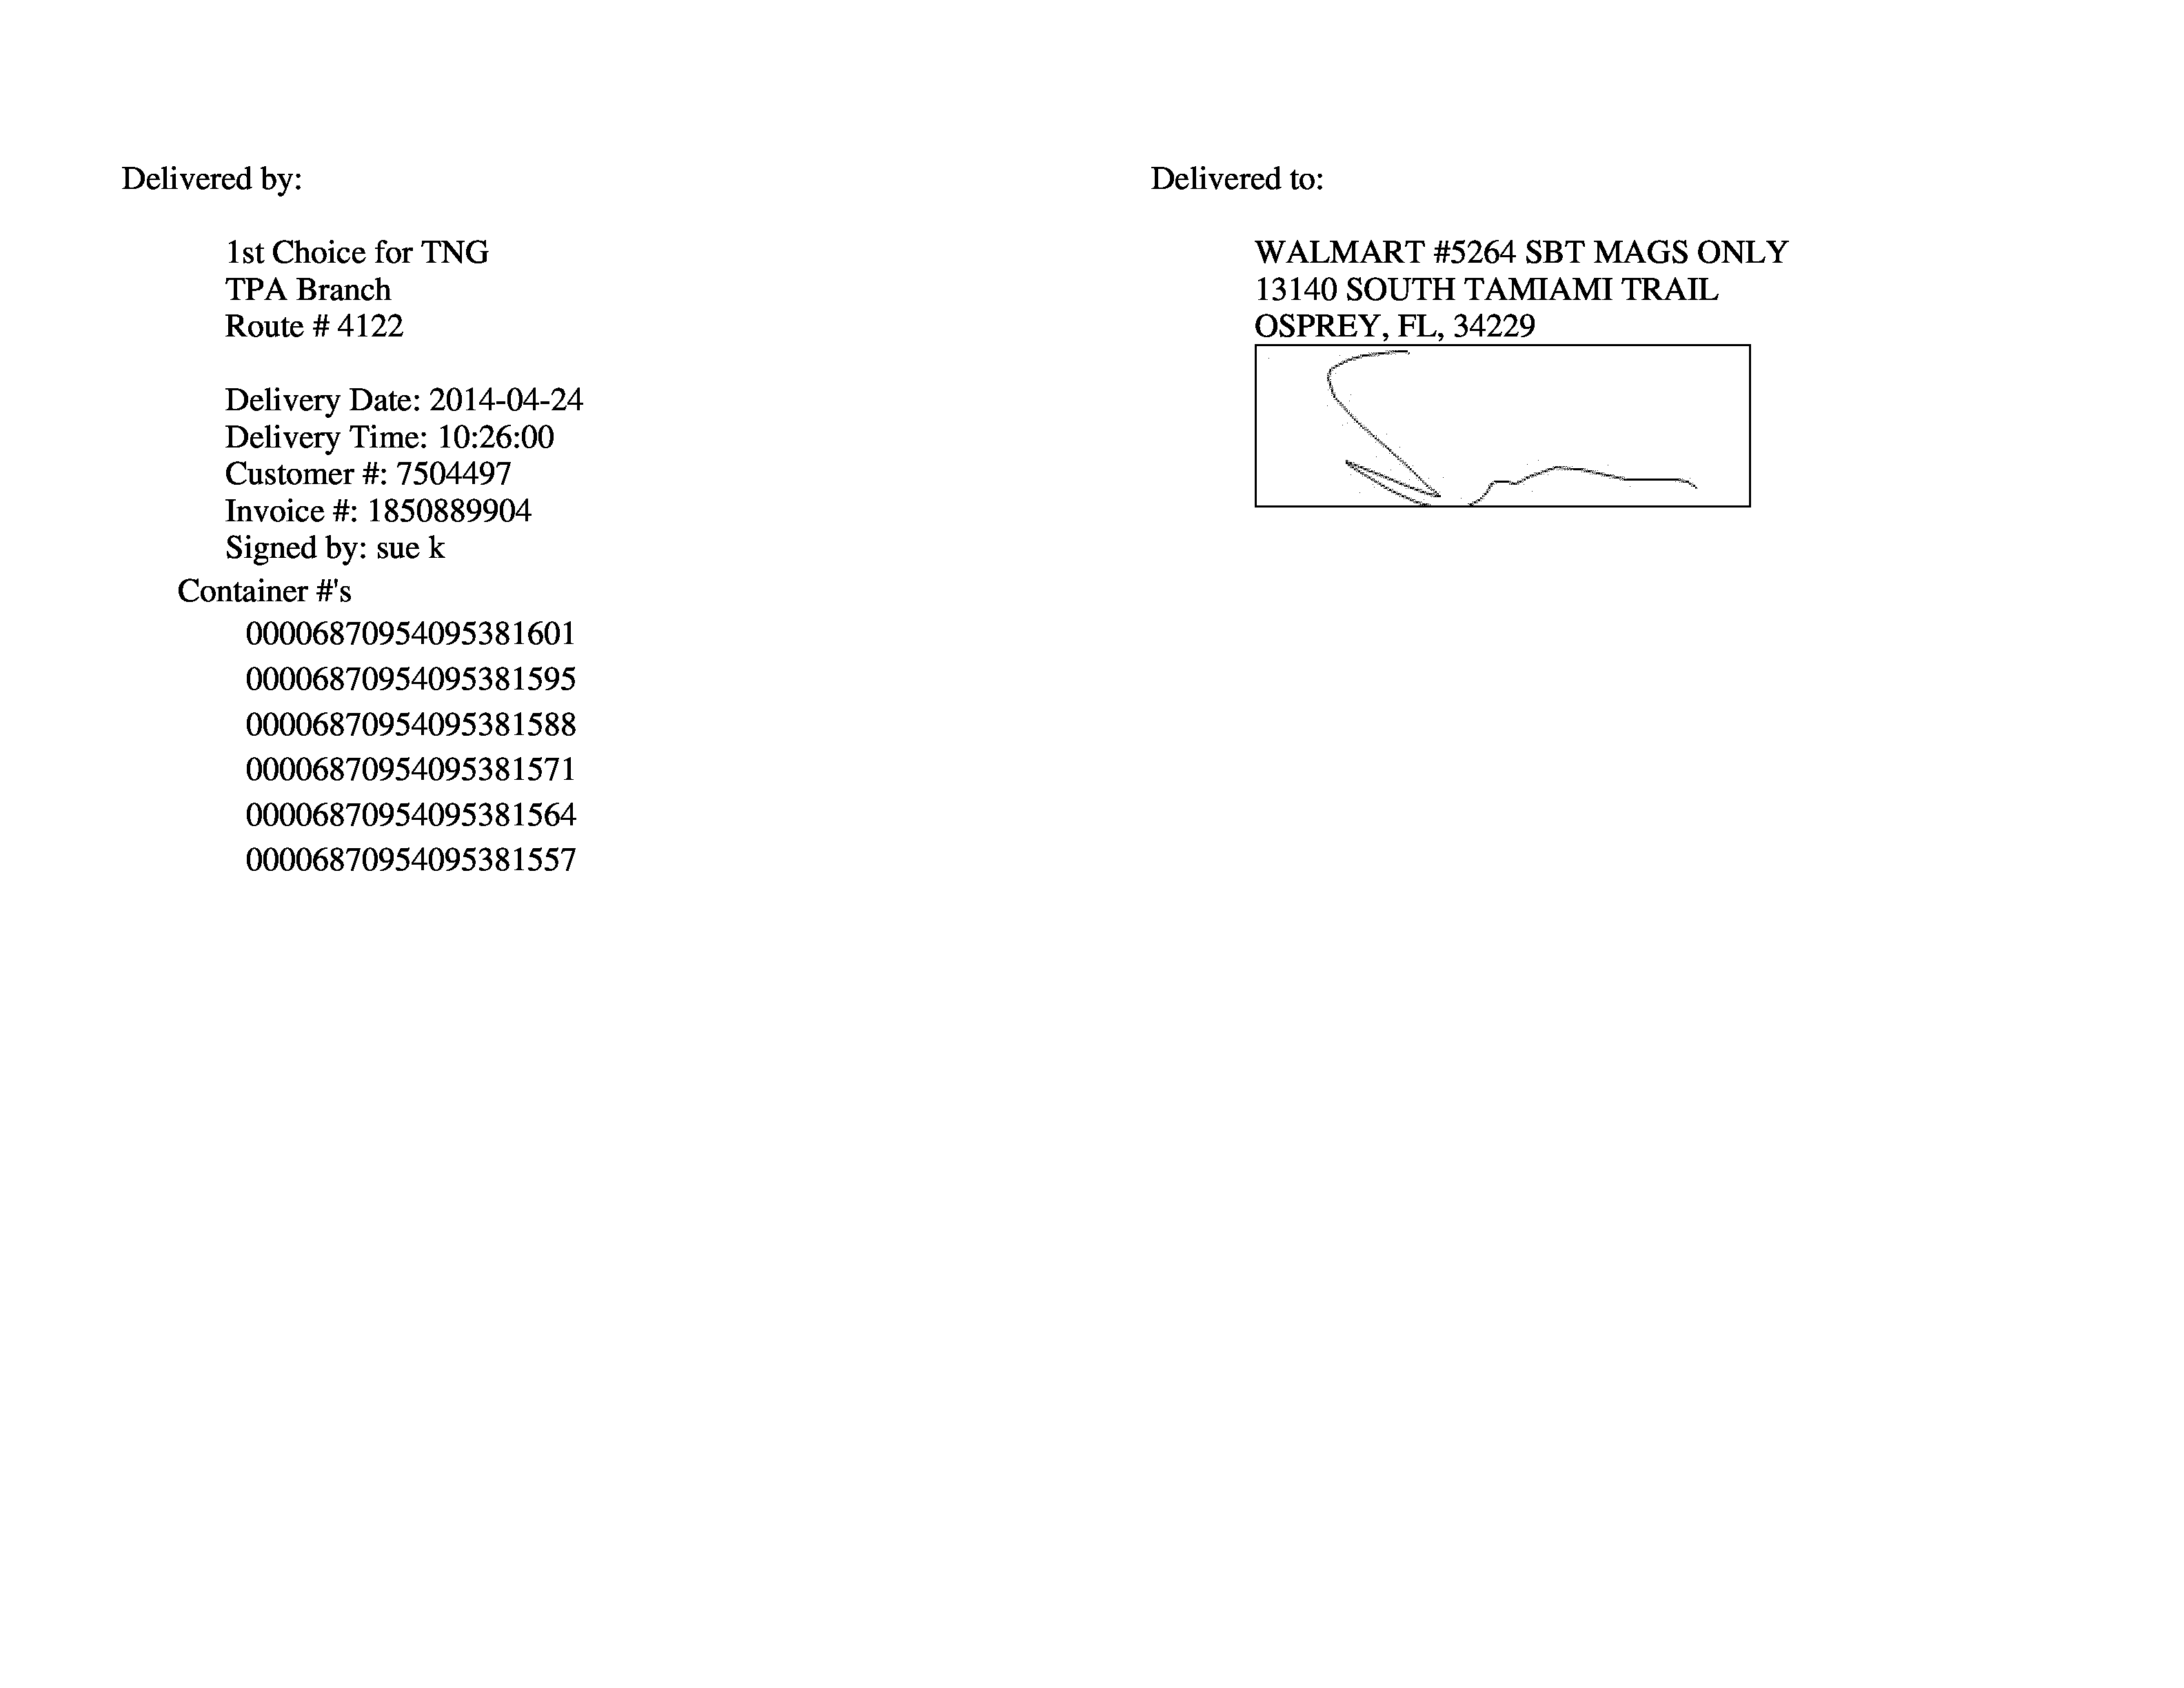 Delivered by:
1st Choice for TNG
TPA Branch
Route # 4122
Delivery Date: 2014-04-24
Delivery Time: 10:26:00
Customer #: 7504497
Invoice #: 1850889904
Signed by: sue k
Container #'s
00006870954095381601
00006870954095381595
00006870954095381588
00006870954095381571
00006870954095381564
00006870954095381557
Delivered to:
WALMART #5264 SBT MAGS ONLY
13140 SOUTH TAMIAMI TRAIL
OSPREY, FL, 34229